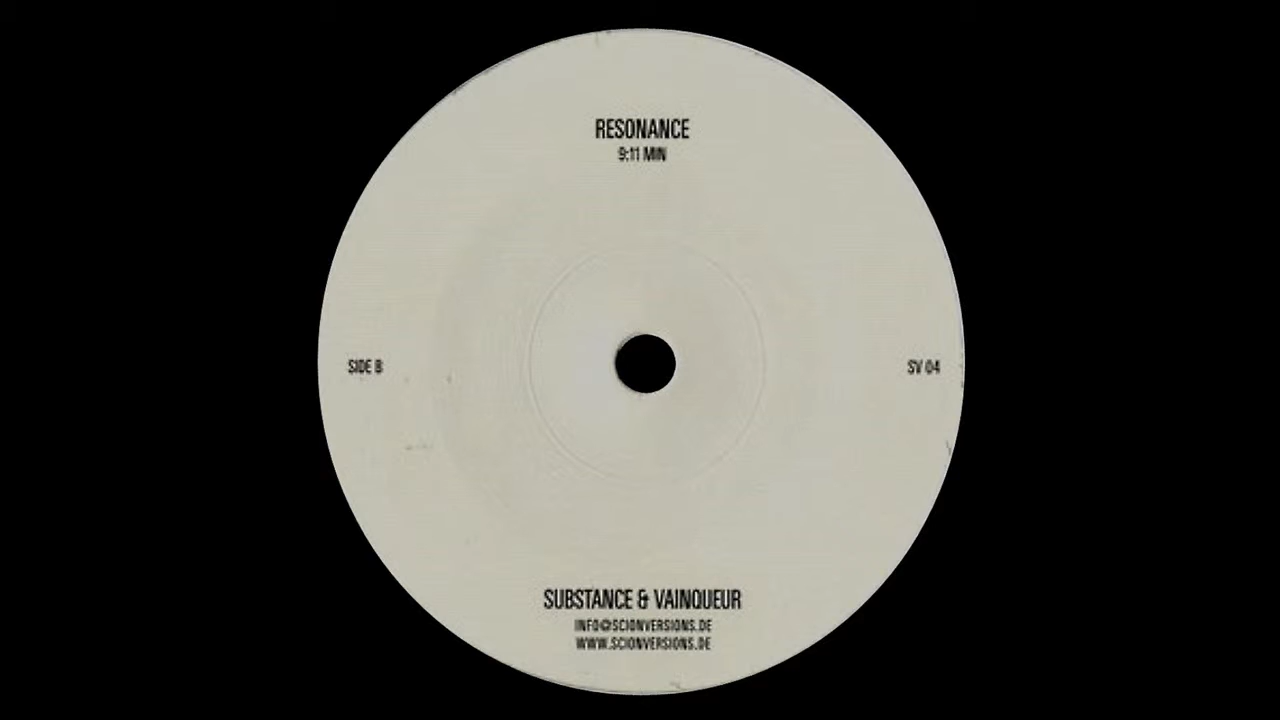 RESONANCE
9:11 MIN
SIDE B
SV 04
SUBSTANCE & VAINQUEUR
INFO@SCIONVERSIONS.DE
WWW.SCIONVERSIONS.DE